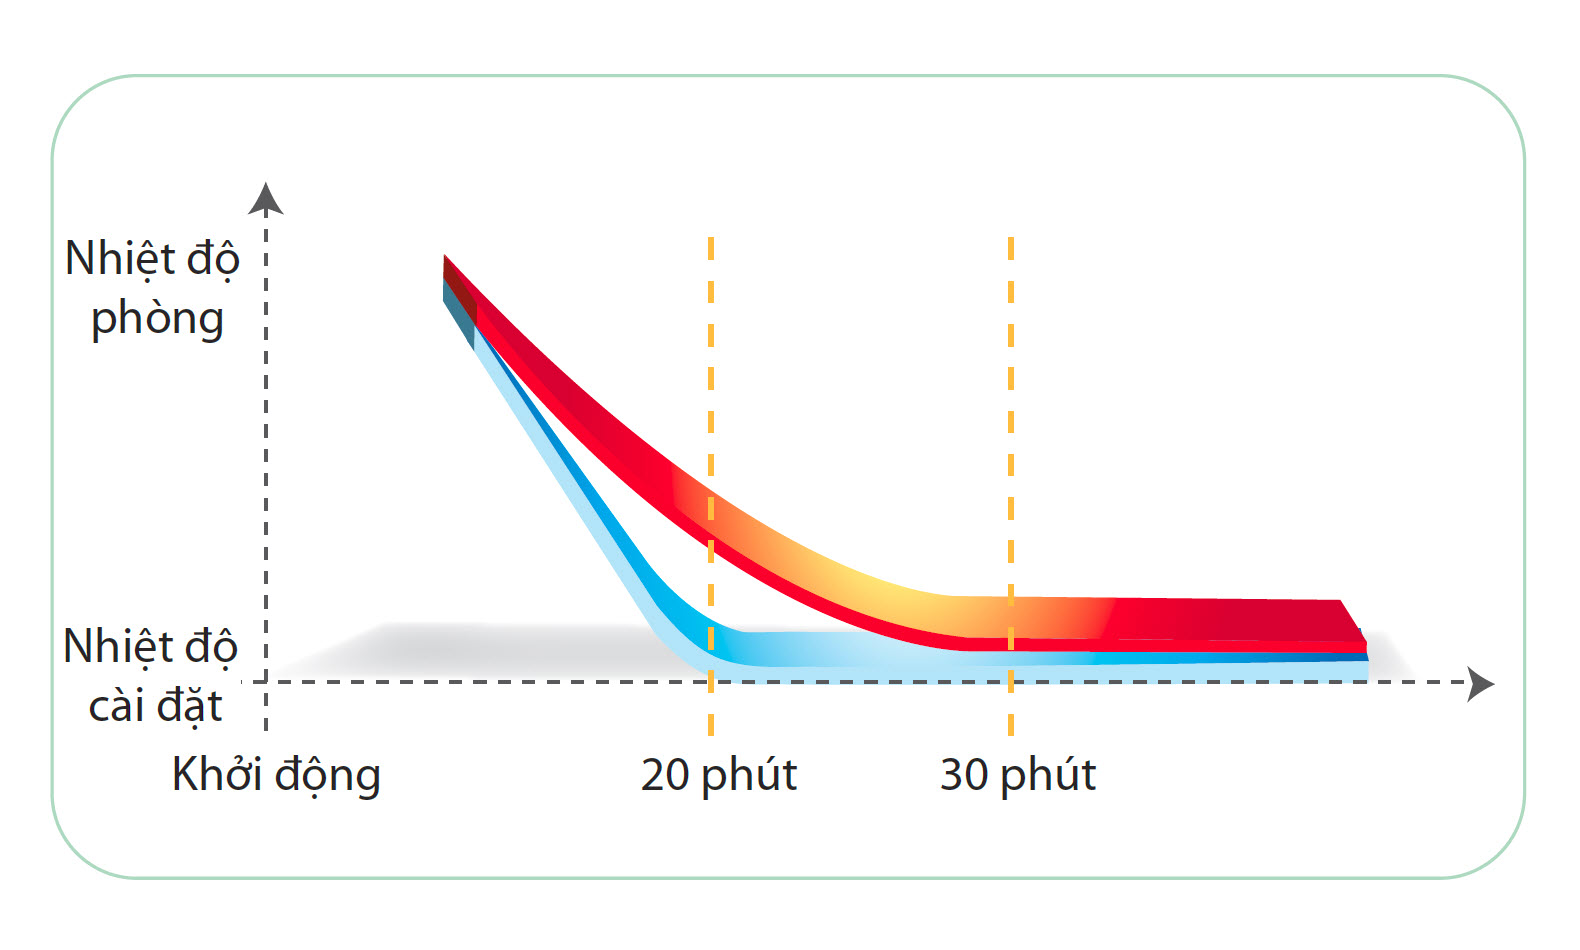 Nhiệt độ
phòng
Nhiệt độ
cài đặt
Khởi động
20 phút
30 phút